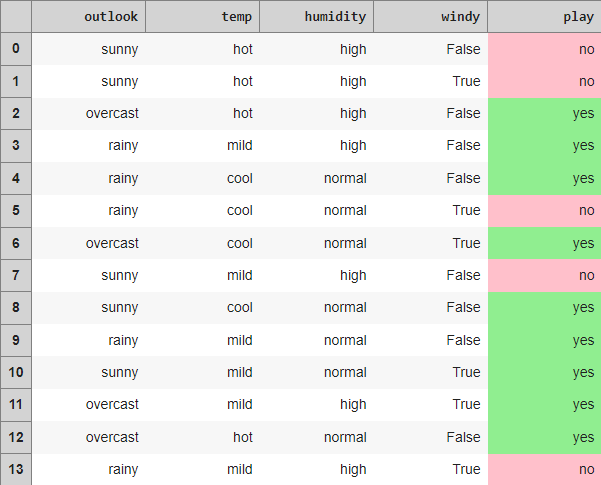 outlook temp humidity windy play
0 sunny hot high False no
1 sunny hot high True no
2 overcast hot high False yes
3 rainy mild high False yes
4 rainy cool normal False yes
5 rainy cool normal True no
6 overcast cool normal True yes
7 sunny mild high False no
8 sunny cool normal False yes
9 rainy mild normal False yes
10 sunny mild normal True yes
11 overcast mild high True yes
12 overcast hot normal False yes
13 rainy mild high True no